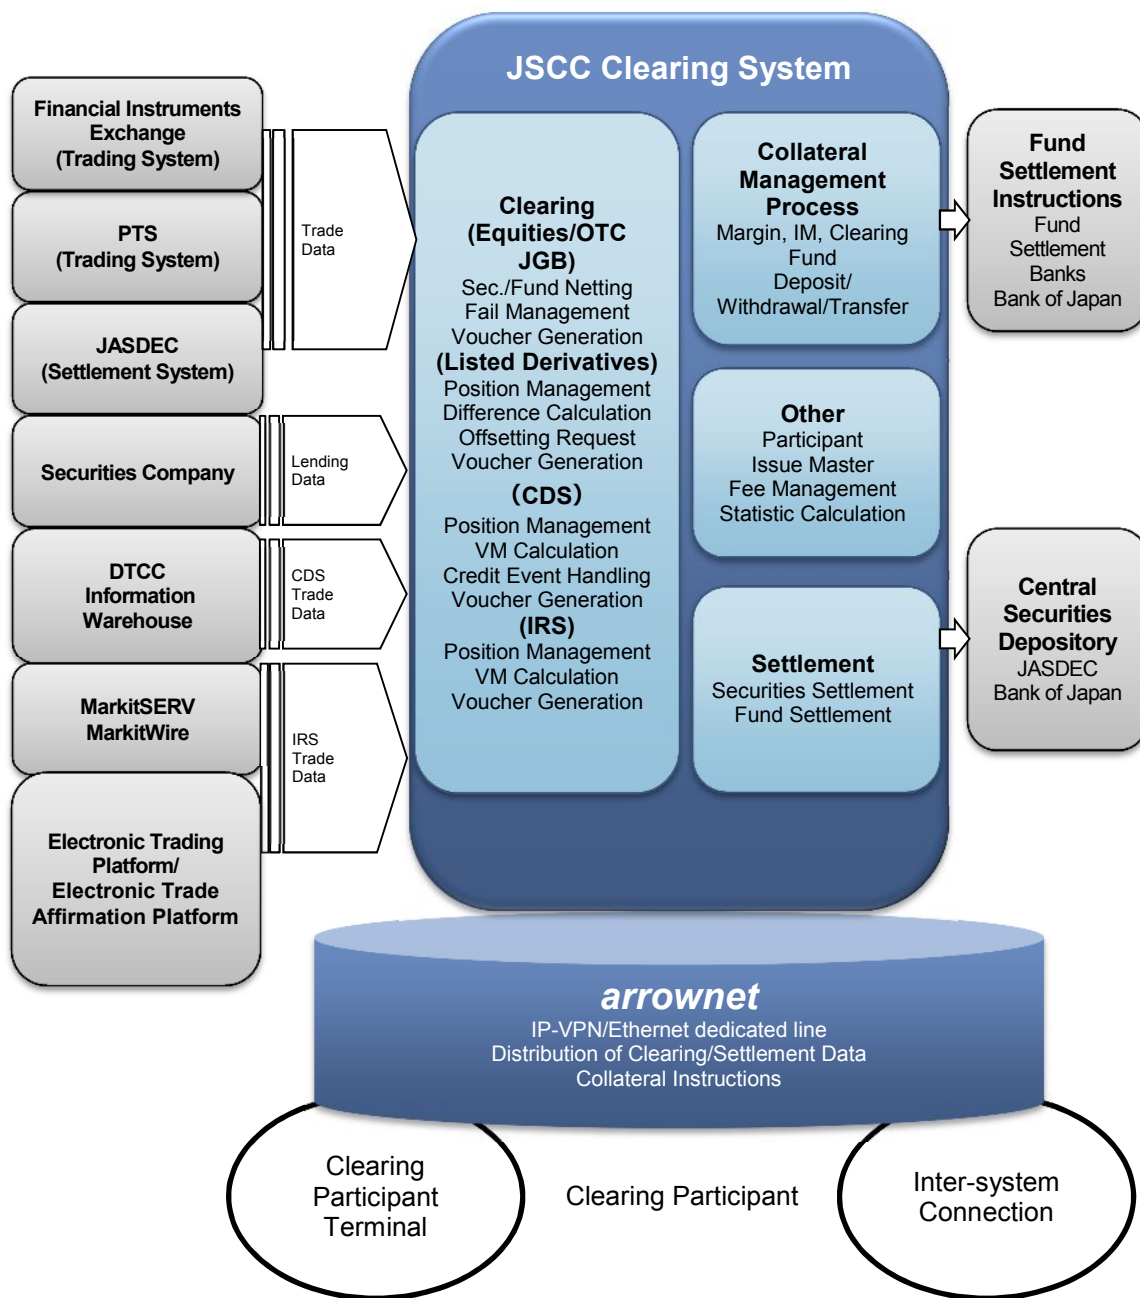 JSCC Clearing System
Financial Instruments
Exchange
(Trading System)
PTS
(Trading System)
JASDEC
(Settlement System)
Securities Company
DTCC
Information
Warehouse
MarkitSERV
MarkitWire
Electronic Trading
Platform/
Electronic Trade
Affirmation Platform
Trade
Data
Lending
Data
CDS
Trade
Data
IRS
Trade
Data
Clearing
(Equities/OTC
JGB)
Sec./Fund Netting
Fail Management
Voucher Generation
(Listed Derivatives)
Position Management
Difference Calculation
Offsetting Request
Voucher Generation
(CDS)
Position Management
VM Calculation
Credit Event Handling
Voucher Generation
(IRS)
Position Management
VM Calculation
Voucher Generation
Collateral
Management
Process
Margin, IM, Clearing
Fund
Deposit/
Withdrawal/Transfer
Other
Participant
Issue Master
Fee Management
Statistic Calculation
Settlement
Securities Settlement
Fund Settlement
Fund
Settlement
Instructions
Fund
Settlement
Banks
Bank of Japan
Central
Securities
Depository
JASDEC
Bank of Japan
arrownet
IP-VPN/Ethernet dedicated line
Distribution of Clearing/Settlement Data
Collateral Instructions
Clearing
Participant
Terminal
Clearing Participant
Inter-system
Connection